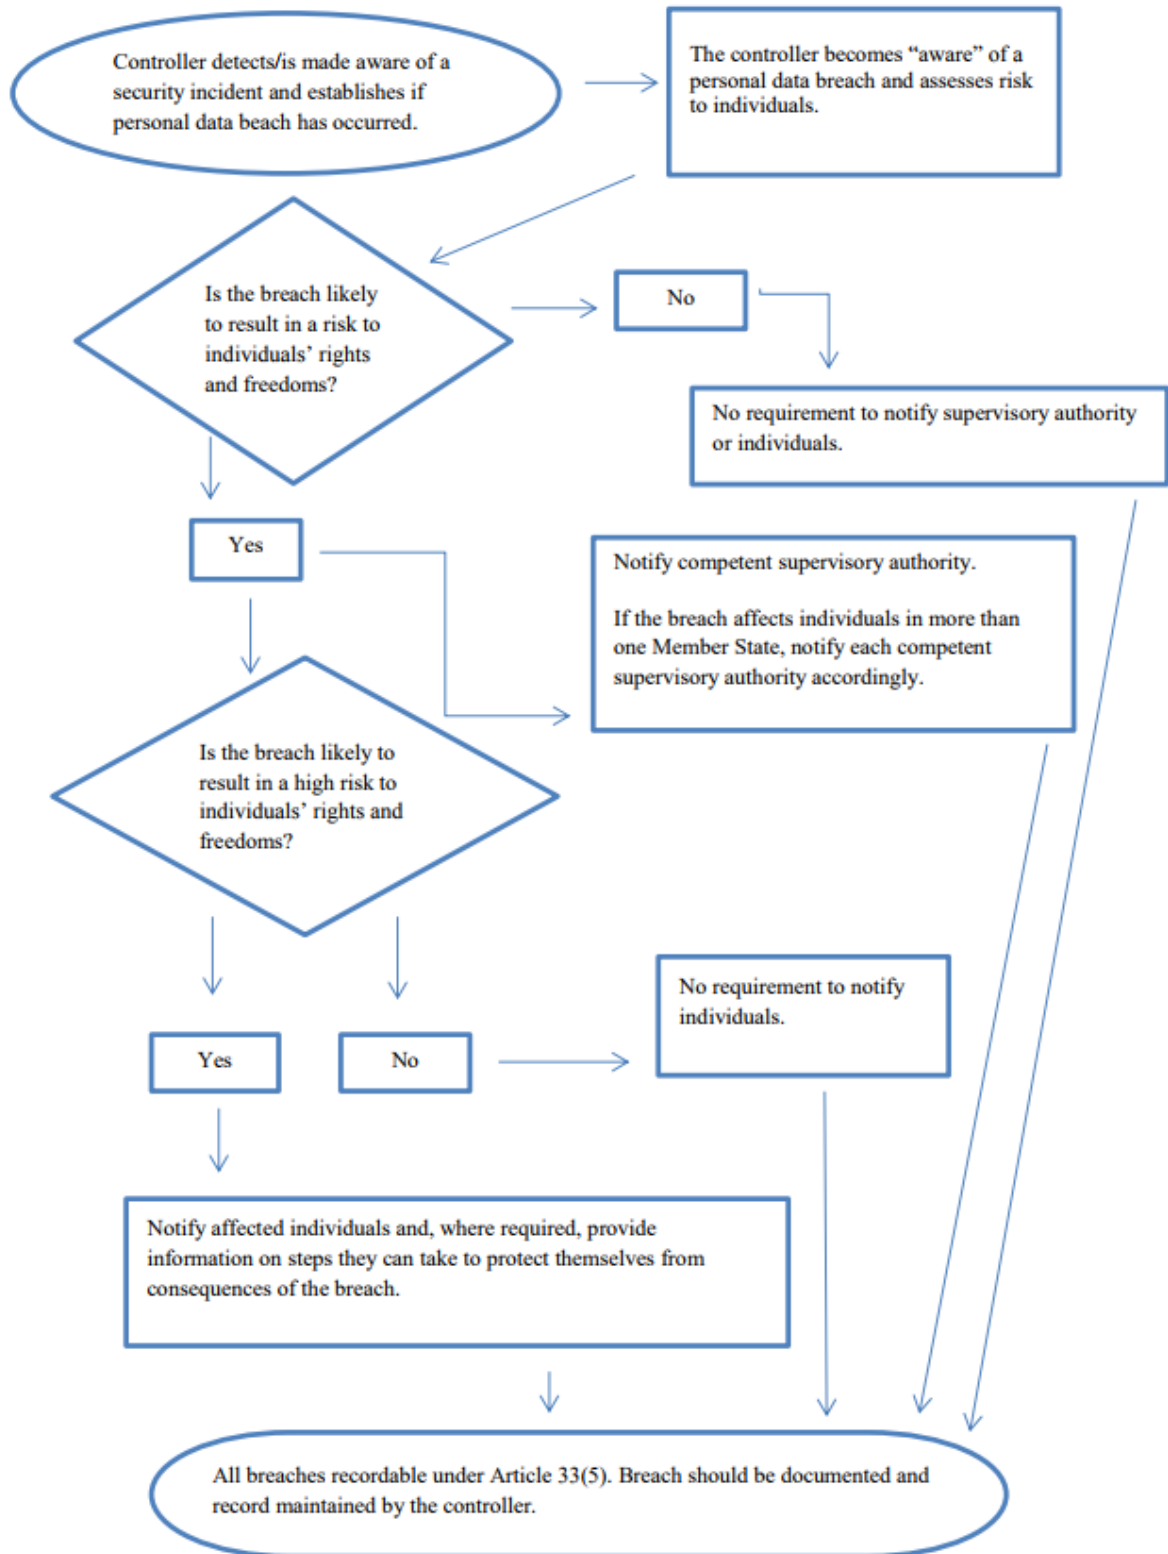 Controller detects/is made aware of a
security incident and establishes if
personal data beach has occurred.
The controller becomes “aware” of a
personal data breach and assesses risk
to individuals.
Is the breach likely
to result in a risk to
individuals’ rights
and freedoms?
No
No requirement to notify supervisory authority
or individuals.
Yes
Notify competent supervisory authority.
If the breach affects individuals in more than
one Member State, notify each competent
supervisory authority accordingly.
Is the breach likely to
result in a high risk to
individuals’ rights and
freedoms?
Yes
No
No requirement to notify
individuals.
Notify affected individuals and, where required, provide
information on steps they can take to protect themselves from
consequences of the breach.
All breaches recordable under Article 33(5). Breach should be documented and
record maintained by the controller.